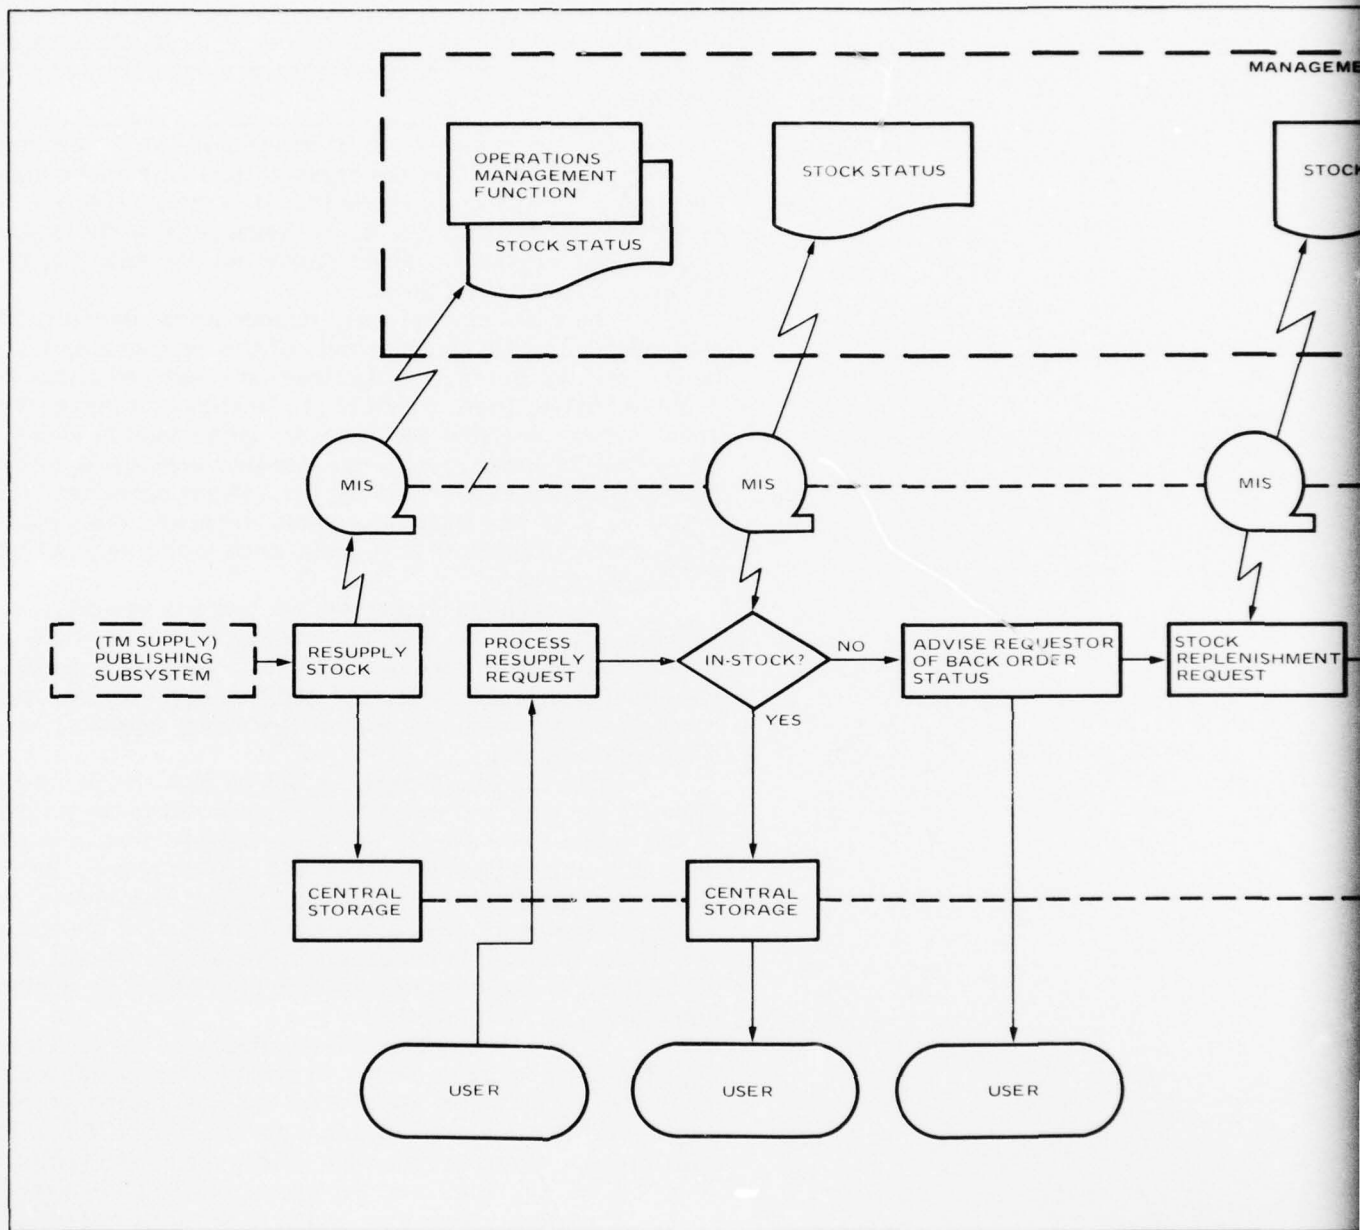 MANAGEME
OPERATIONS
MANAGEMENT
FUNCTION
STOCK STATUS
STOCK STATUS
STOCK
MIS
MIS
MIS
(TM SUPPLY)
PUBLISHING
SUBSYSTEM
RESUPPLY
STOCK
PROCESS
RESUPPLY
REQUEST
IN-STOCK?
NO
YES
ADVISE REQUESTOR
OF BACK ORDER
STATUS
STOCK
REPLENISHMENT
REQUEST
CENTRAL
STORAGE
CENTRAL
STORAGE
USER
USER
USER